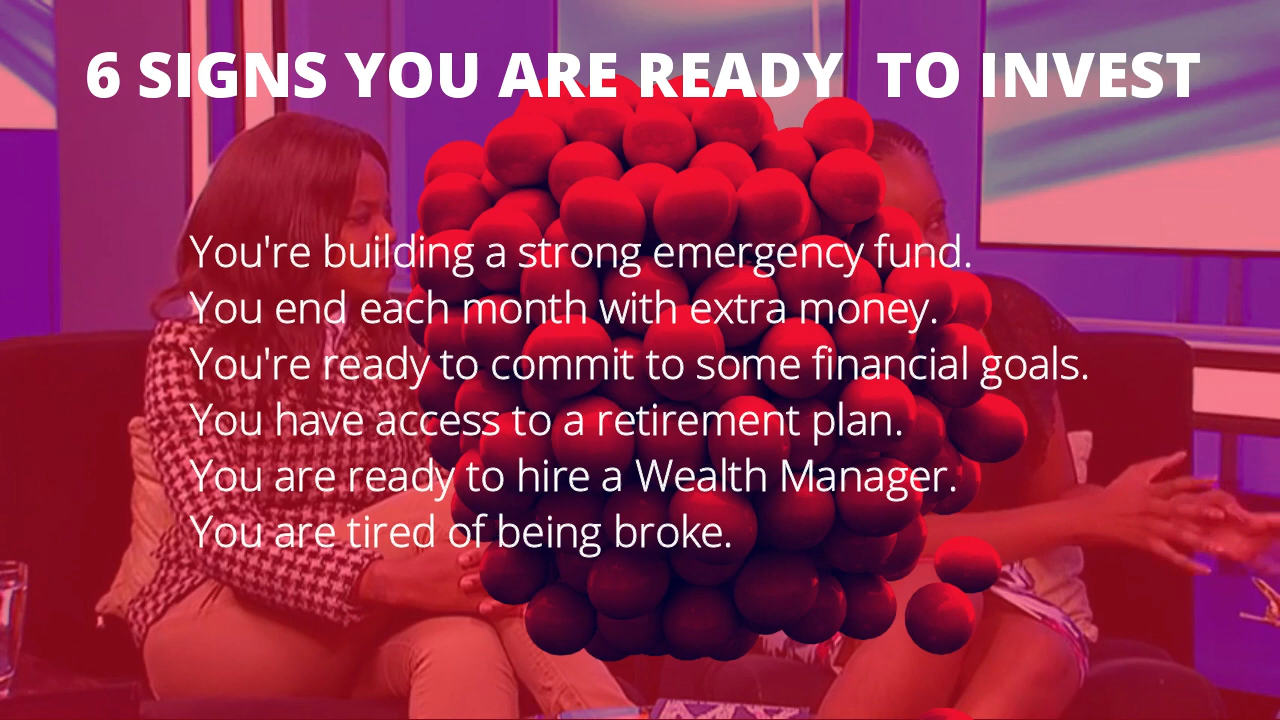 6 SIGNS YOU ARE READY TO INVEST
You're building a strong emergency fund.
You end each month with extra money.
You're ready to commit to some financial goals.
You have access to a retirement plan.
You are ready to hire a Wealth Manager.
You are tired of being broke.